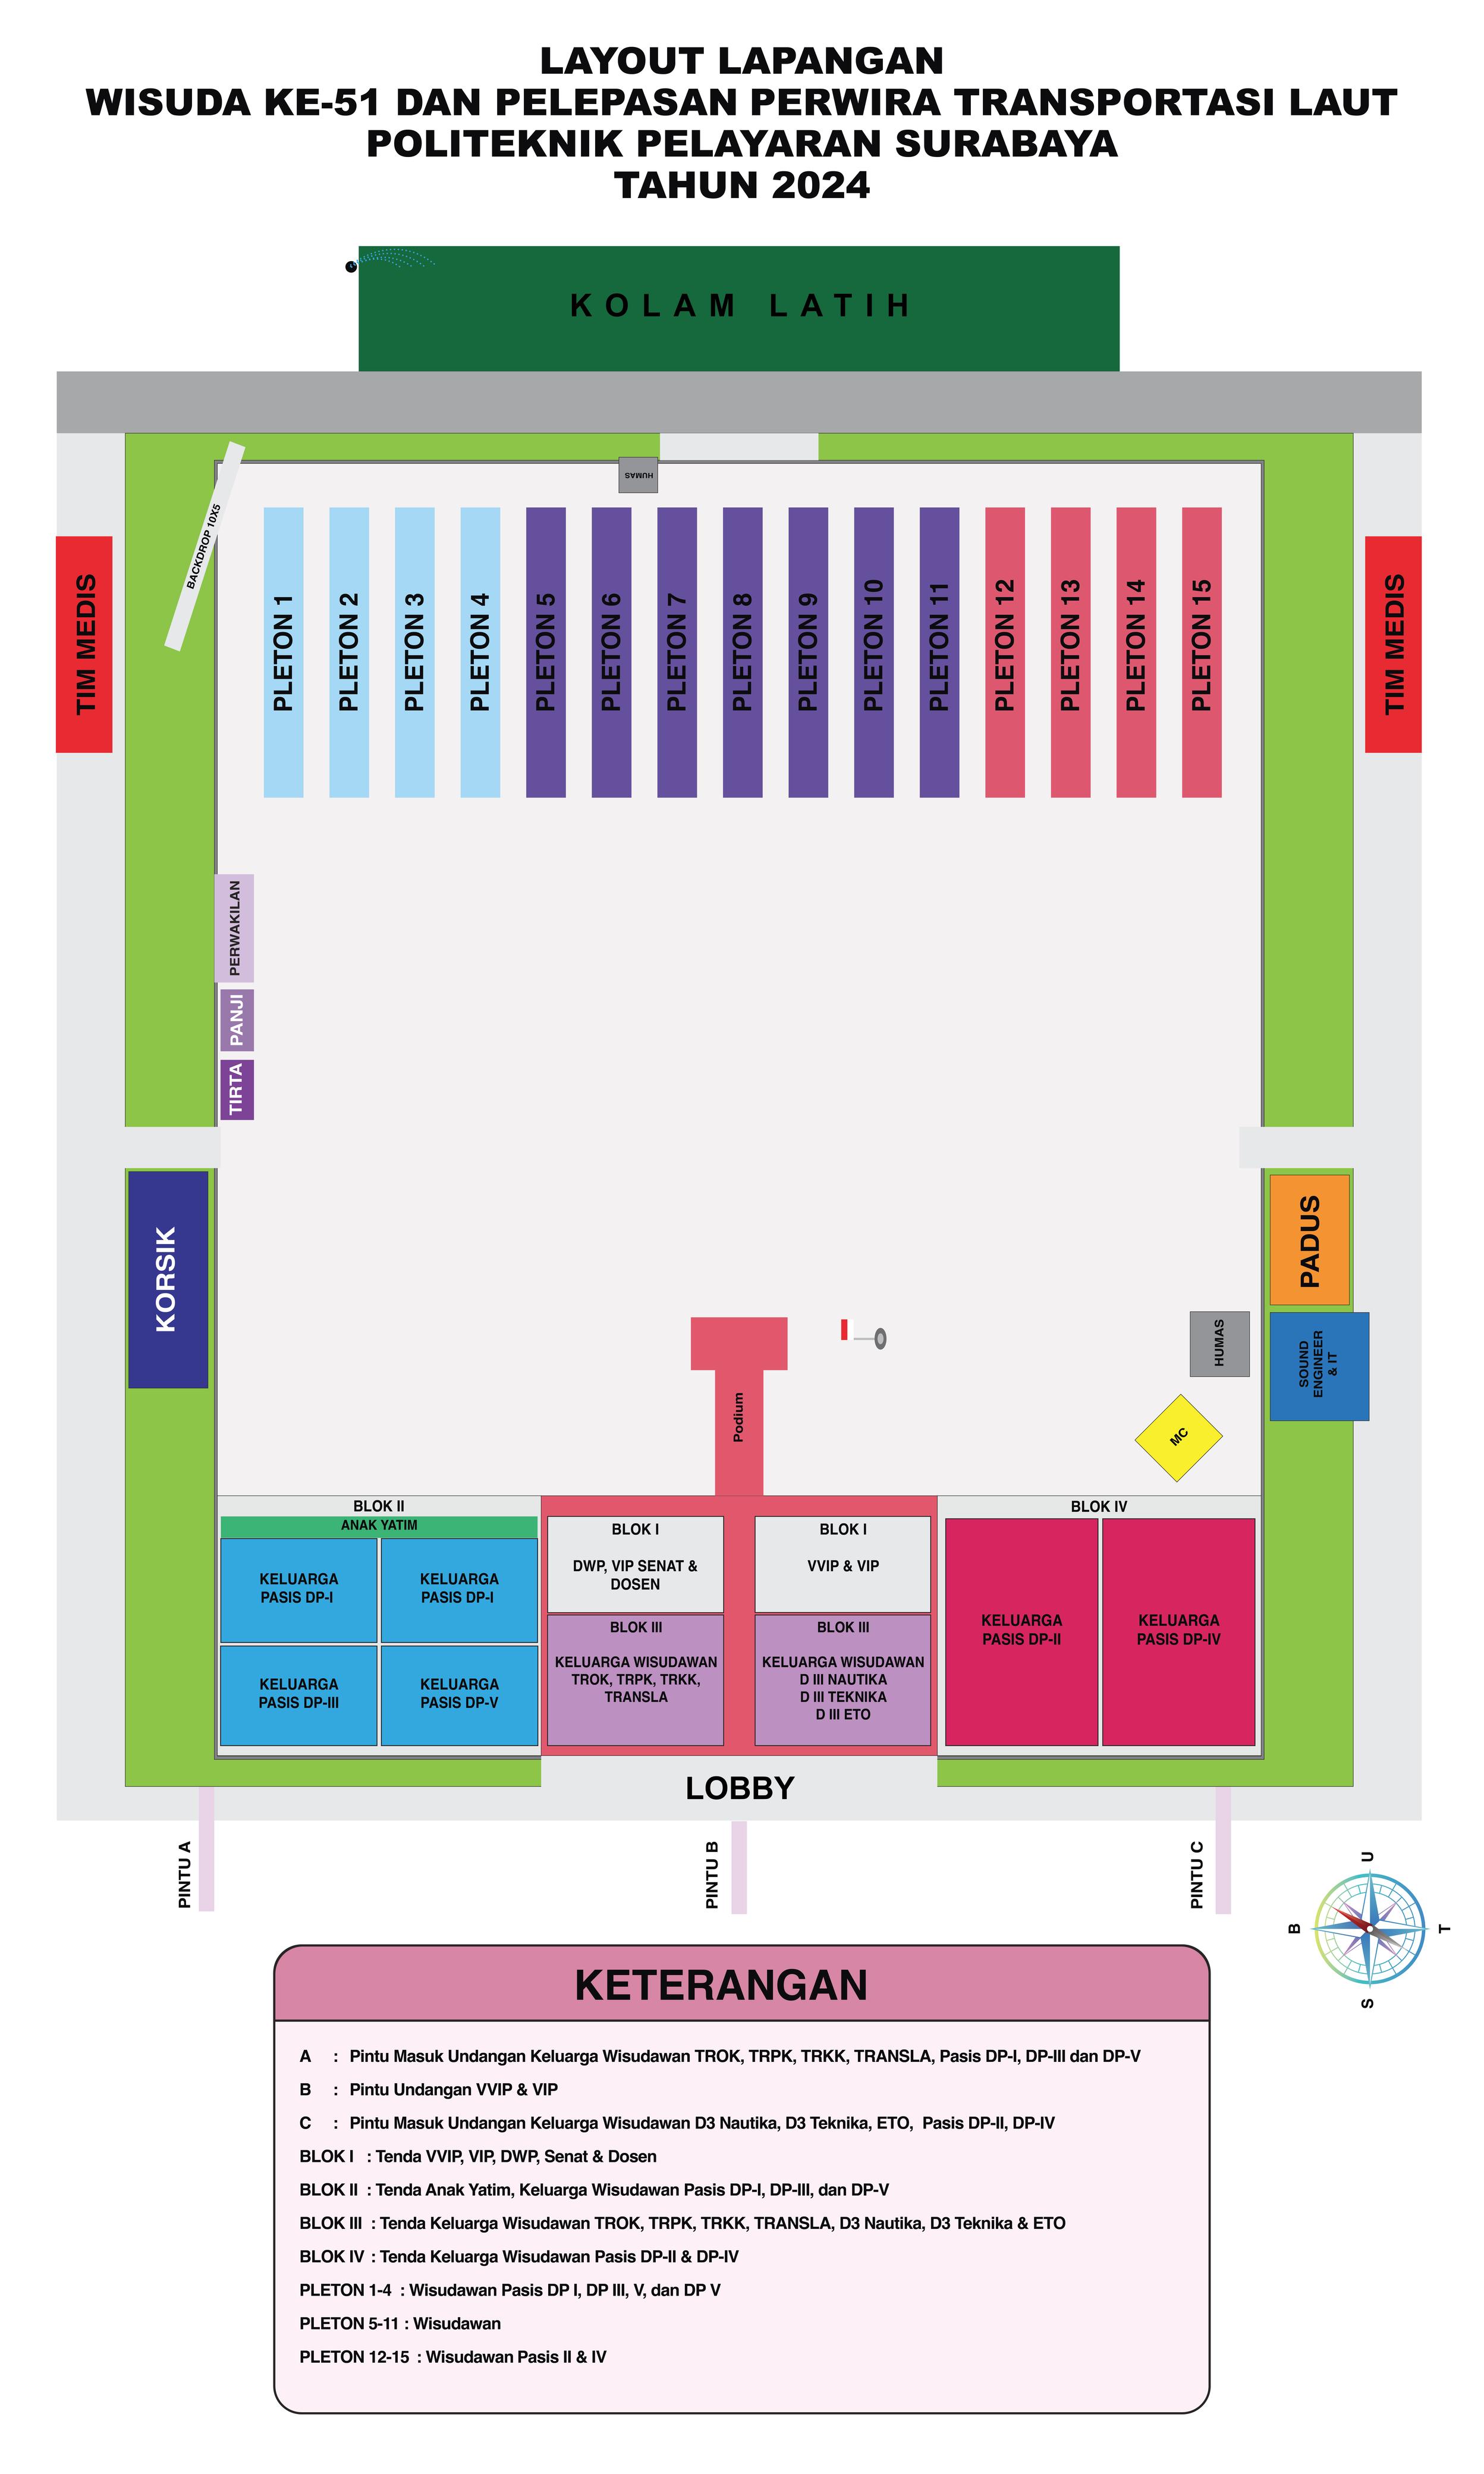 LAYOUT LAPANGAN
WISUDA KE-51 DAN PELEPASAN PERWIRA TRANSPORTASI LAUT
POLITEKNIK PELAYARAN SURABAYA
TAHUN 2024
KOLAM LATIH
HUMAS
BACKDROP 10X5
TIM MEDIS
PLETON 1
PLETON 2
PLETON 3
PLETON 4
PLETON 5
PLETON 6
PLETON 7
PLETON 8
PLETON 9
PLETON 10
PLETON 11
PLETON 12
PLETON 13
PLETON 14
PLETON 15
TIM MEDIS
PERWAKILAN
PANJI
TIRTA
KORSIK
PADUS
HUMAS
SOUND
ENGINEER
& IT
Podium
MC
BLOK II
ANAK YATIM
KELUARGA
PASIS DP-I
KELUARGA
PASIS DP-I
KELUARGA
PASIS DP-III
KELUARGA
PASIS DP-V
BLOK I
DWP, VIP SENAT &
DOSEN
BLOK I
VVIP & VIP
BLOK III
KELUARGA WISUDAWAN
TROK, TRPK, TRKK,
TRANSLA
BLOK III
KELUARGA WISUDAWAN
D III NAUTIKA
D III TEKNIKA
D III ETO
BLOK IV
KELUARGA
PASIS DP-II
KELUARGA
PASIS DP-IV
LOBBY
PINTU A
PINTU B
PINTU C
U
B
T
S
KETERANGAN
A : Pintu Masuk Undangan Keluarga Wisudawan TROK, TRPK, TRKK, TRANSLA, Pasis DP-I, DP-III dan DP-V
B : Pintu Undangan VVIP & VIP
C : Pintu Masuk Undangan Keluarga Wisudawan D3 Nautika, D3 Teknika, ETO, Pasis DP-II, DP-IV
BLOK I : Tenda VVIP, VIP, DWP, Senat & Dosen
BLOK II : Tenda Anak Yatim, Keluarga Wisudawan Pasis DP-I, DP-III, dan DP-V
BLOK III : Tenda Keluarga Wisudawan TROK, TRPK, TRKK, TRANSLA, D3 Nautika, D3 Teknika & ETO
BLOK IV : Tenda Keluarga Wisudawan Pasis DP-II & DP-IV
PLETON 1-4 : Wisudawan Pasis DP I, DP III, V, dan DP V
PLETON 5-11 : Wisudawan
PLETON 12-15 : Wisudawan Pasis II & IV